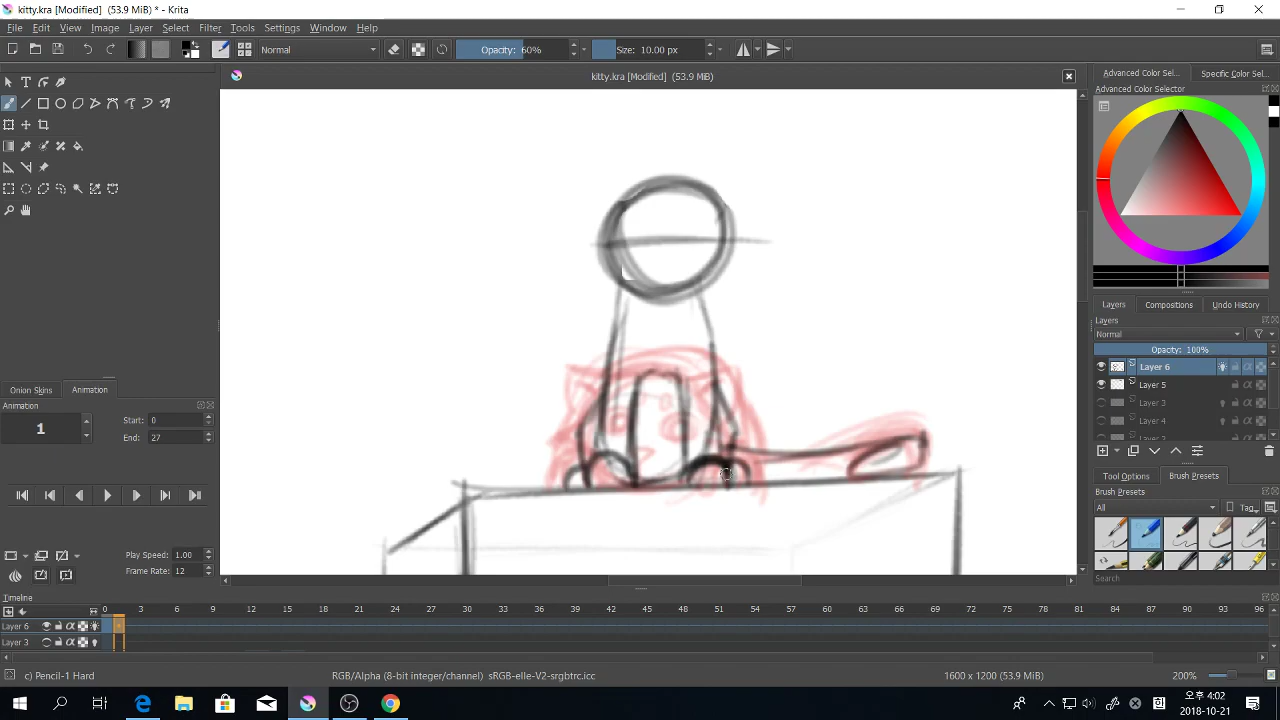 kitty.kra [Modified] (53.9 MiB) * - Krita
File Edit View Image Layer Select Filter Tools Settings Window Help
Normal Opacity: 60% Size: 10.00 px
kitty.kra [Modified] (53.9 MiB)
Advanced Color Sel... Specific Color Sel...
Advanced Color Selector
Layers Compositions Undo History
Layers
Normal
Opacity: 100%
Layer 6
Layer 5
Layer 3
Layer 4
Tool Options Brush Presets
Brush Presets
All Tag
Search
Onion Skins Animation
Animation
1 Start: 0
End: 27
Play Speed: 1.00
Frame Rate: 12
Timeline
0 3 6 9 12 15 18 21 24 27 30 33 36 39 42 45 48 51 54 57 60 63 66 69 72 75 78 81 84 87 90 93 96
Layer 6
Layer 3
c) Pencil-1 Hard RGB/Alpha (8-bit integer/channel) sRGB-elle-V2-srgbtrc.icc 1600 x 1200 (53.9 MiB) 200%
오후 4:02
2018-10-21